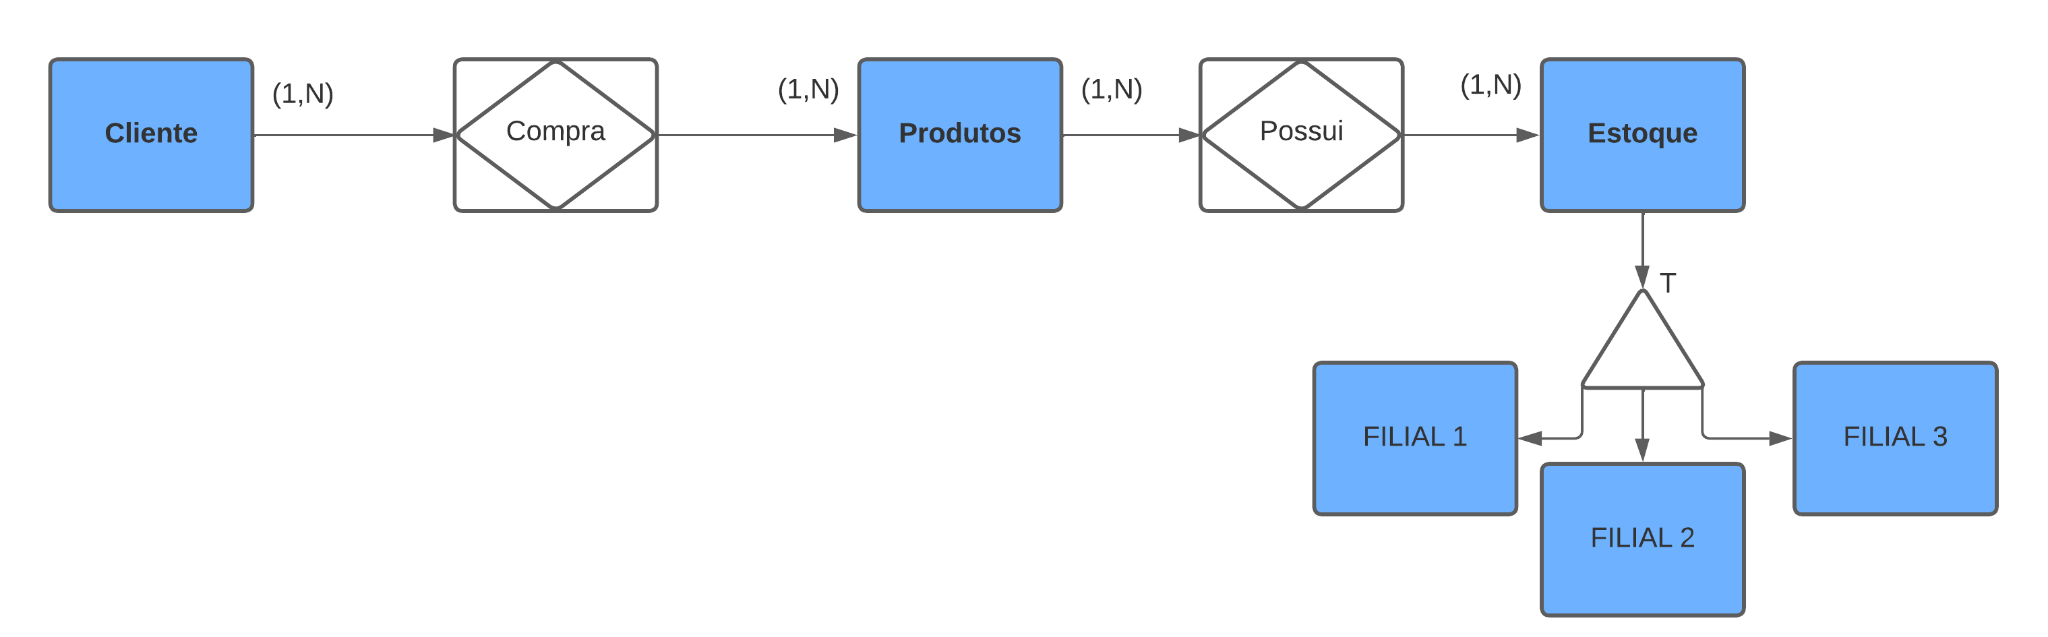 Cliente
(1,N)
Compra
(1,N)
Produtos
(1,N)
Possui
(1,N)
Estoque
T
FILIAL 1
FILIAL 2
FILIAL 3